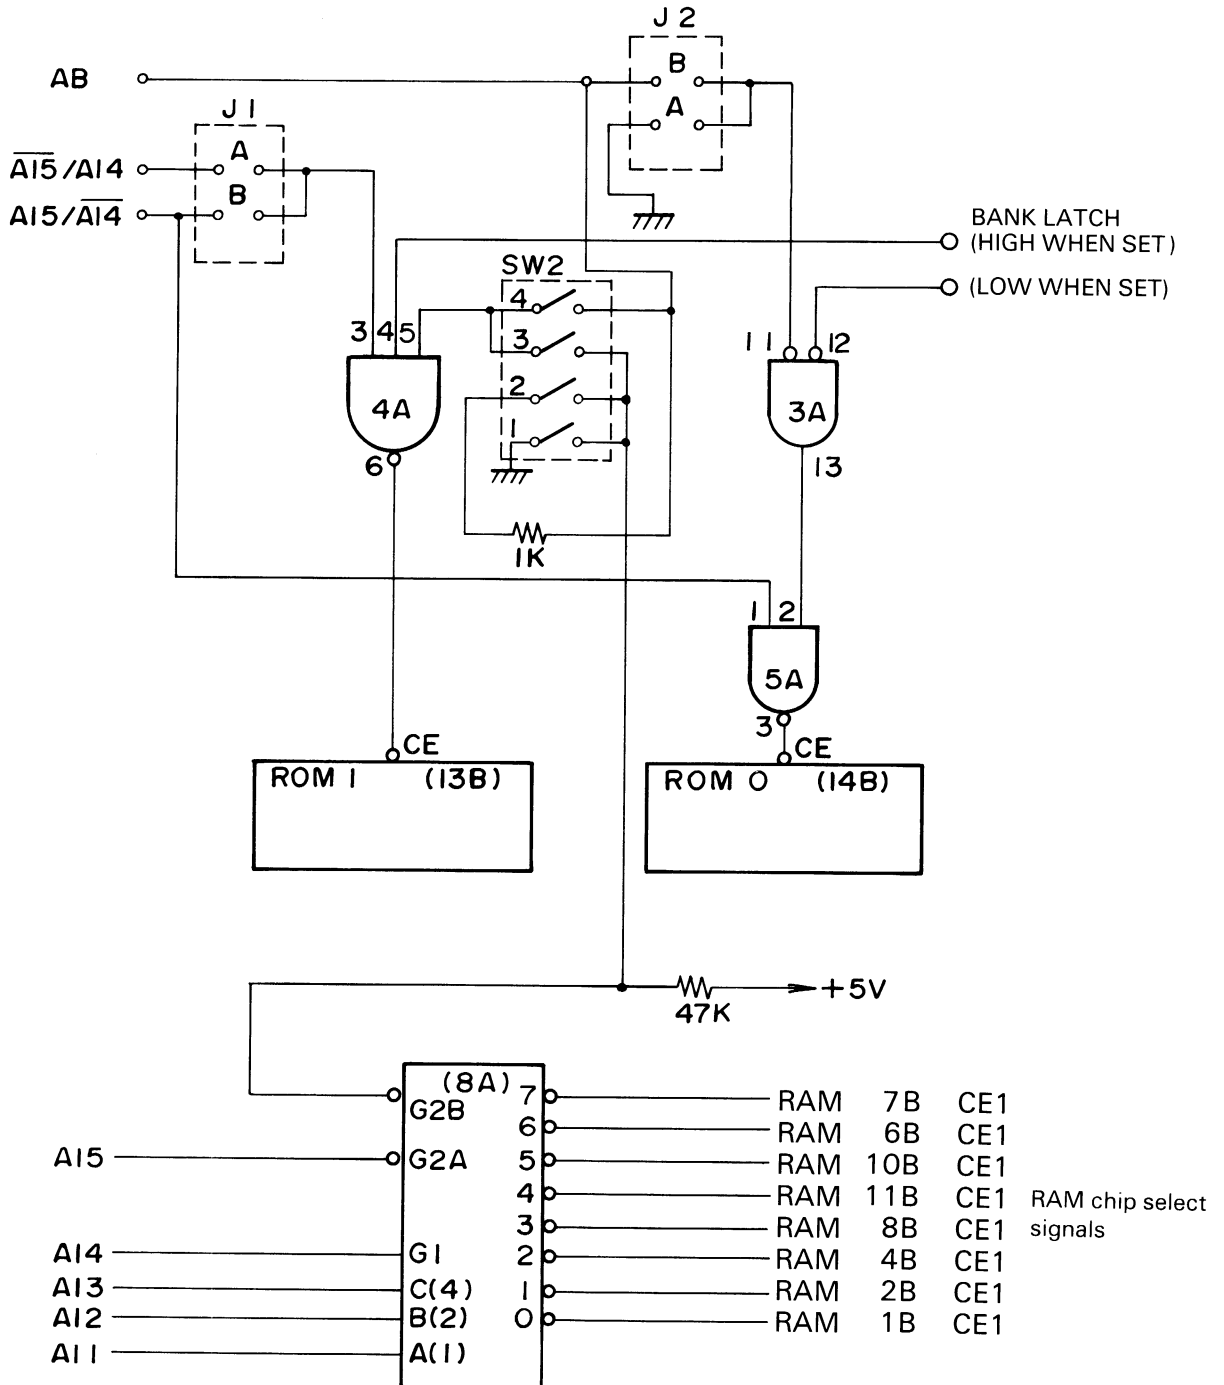 J2
AB
B
A
J1
A̅1̅5̅/A14
A
B
A15/A̅1̅4̅
BANK LATCH
(HIGH WHEN SET)
(LOW WHEN SET)
SW2
4
3
2
1
3 4 5
4A
6
11 12
3A
13
1K
1 2
5A
3
CE
ROM 1 (13B)
CE
ROM 0 (14B)
+5V
47K
(8A)
G2B
7 RAM 7B CE1
6 RAM 6B CE1
A15 G2A
5 RAM 10B CE1
4 RAM 11B CE1
RAM chip select
signals
3 RAM 8B CE1
A14 G1
2 RAM 4B CE1
A13 C(4)
1 RAM 2B CE1
A12 B(2)
0 RAM 1B CE1
A11 A(1)